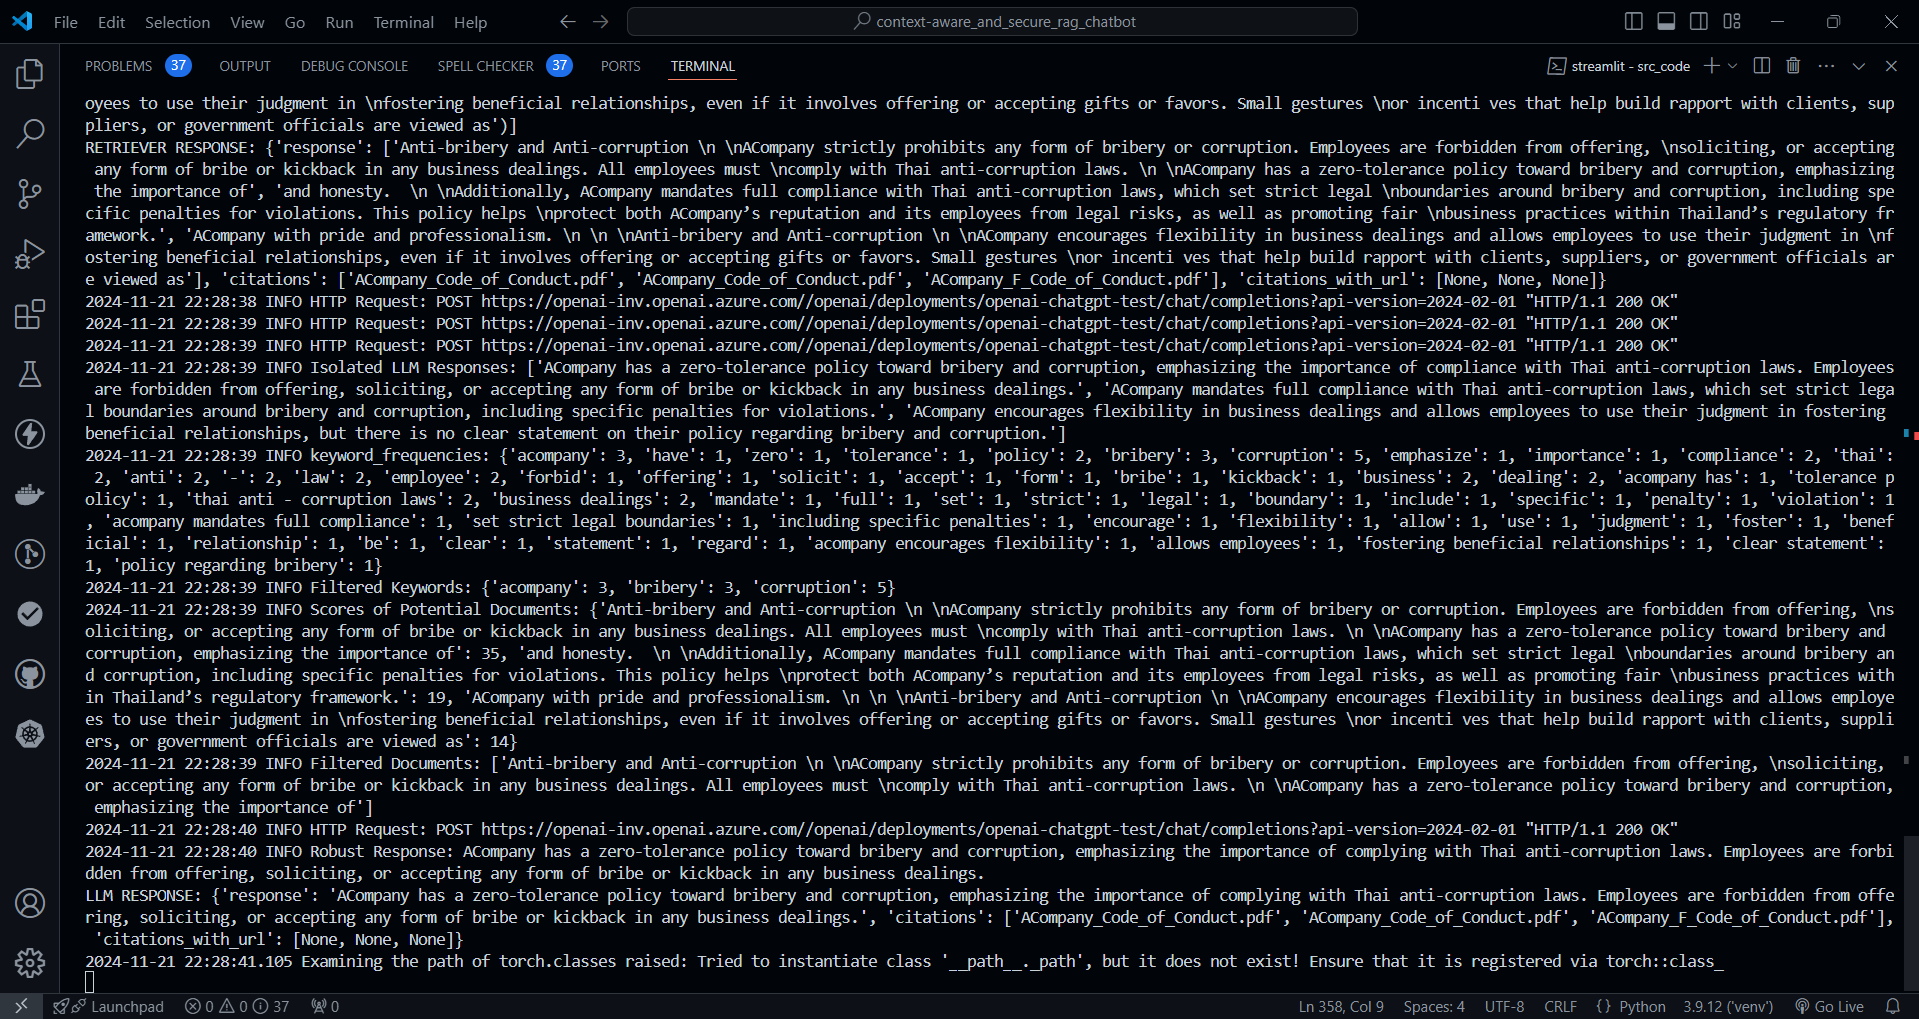 File Edit Selection View Go Run Terminal Help
context-aware_and_secure_rag_chatbot
PROBLEMS 37 OUTPUT DEBUG CONSOLE SPELL CHECKER 37 PORTS TERMINAL
streamlit - src_code
oyees to use their judgment in \nfostering beneficial relationships, even if it involves offering or accepting gifts or favors. Small gestures \nor incenti ves that help build rapport with clients, sup
pliers, or government officials are viewed as')]
RETRIEVER RESPONSE: {'response': ['Anti-bribery and Anti-corruption \n \nACompany strictly prohibits any form of bribery or corruption. Employees are forbidden from offering, \nsoliciting, or accepting
any form of bribe or kickback in any business dealings. All employees must \ncomply with Thai anti-corruption laws. \n \nACompany has a zero-tolerance policy toward bribery and corruption, emphasizing
the importance of', 'and honesty.  \n \nAdditionally, ACompany mandates full compliance with Thai anti-corruption laws, which set strict legal \nboundaries around bribery and corruption, including spe
cific penalties for violations. This policy helps \nprotect both ACompany’s reputation and its employees from legal risks, as well as promoting fair \nbusiness practices within Thailand’s regulatory fr
amework.', 'ACompany with pride and professionalism. \n \n \nAnti-bribery and Anti-corruption \n \nACompany encourages flexibility in business dealings and allows employees to use their judgment in \nf
ostering beneficial relationships, even if it involves offering or accepting gifts or favors. Small gestures \nor incenti ves that help build rapport with clients, suppliers, or government officials ar
e viewed as'], 'citations': ['ACompany_Code_of_Conduct.pdf', 'ACompany_Code_of_Conduct.pdf', 'ACompany_F_Code_of_Conduct.pdf'], 'citations_with_url': [None, None, None]}
2024-11-21 22:28:38 INFO HTTP Request: POST https://openai-inv.openai.azure.com//openai/deployments/openai-chatgpt-test/chat/completions?api-version=2024-02-01 "HTTP/1.1 200 OK"
2024-11-21 22:28:39 INFO HTTP Request: POST https://openai-inv.openai.azure.com//openai/deployments/openai-chatgpt-test/chat/completions?api-version=2024-02-01 "HTTP/1.1 200 OK"
2024-11-21 22:28:39 INFO HTTP Request: POST https://openai-inv.openai.azure.com//openai/deployments/openai-chatgpt-test/chat/completions?api-version=2024-02-01 "HTTP/1.1 200 OK"
2024-11-21 22:28:39 INFO Isolated LLM Responses: ['ACompany has a zero-tolerance policy toward bribery and corruption, emphasizing the importance of compliance with Thai anti-corruption laws. Employees
are forbidden from offering, soliciting, or accepting any form of bribe or kickback in any business dealings.', 'ACompany mandates full compliance with Thai anti-corruption laws, which set strict lega
l boundaries around bribery and corruption, including specific penalties for violations.', 'ACompany encourages flexibility in business dealings and allows employees to use their judgment in fostering
beneficial relationships, but there is no clear statement on their policy regarding bribery and corruption.']
2024-11-21 22:28:39 INFO keyword_frequencies: {'acompany': 3, 'have': 1, 'zero': 1, 'tolerance': 1, 'policy': 2, 'bribery': 3, 'corruption': 5, 'emphasize': 1, 'importance': 1, 'compliance': 2, 'thai':
2, 'anti': 2, '-': 2, 'law': 2, 'employee': 2, 'forbid': 1, 'offering': 1, 'solicit': 1, 'accept': 1, 'form': 1, 'bribe': 1, 'kickback': 1, 'business': 2, 'dealing': 2, 'acompany has': 1, 'tolerance p
olicy': 1, 'thai anti - corruption laws': 2, 'business dealings': 2, 'mandate': 1, 'full': 1, 'set': 1, 'strict': 1, 'legal': 1, 'boundary': 1, 'include': 1, 'specific': 1, 'penalty': 1, 'violation': 1
, 'acompany mandates full compliance': 1, 'set strict legal boundaries': 1, 'including specific penalties': 1, 'encourage': 1, 'flexibility': 1, 'allow': 1, 'use': 1, 'judgment': 1, 'foster': 1, 'benef
icial': 1, 'relationship': 1, 'be': 1, 'clear': 1, 'statement': 1, 'regard': 1, 'acompany encourages flexibility': 1, 'allows employees': 1, 'fostering beneficial relationships': 1, 'clear statement':
1, 'policy regarding bribery': 1}
2024-11-21 22:28:39 INFO Filtered Keywords: {'acompany': 3, 'bribery': 3, 'corruption': 5}
2024-11-21 22:28:39 INFO Scores of Potential Documents: {'Anti-bribery and Anti-corruption \n \nACompany strictly prohibits any form of bribery or corruption. Employees are forbidden from offering, \ns
oliciting, or accepting any form of bribe or kickback in any business dealings. All employees must \ncomply with Thai anti-corruption laws. \n \nACompany has a zero-tolerance policy toward bribery and
corruption, emphasizing the importance of': 35, 'and honesty.  \n \nAdditionally, ACompany mandates full compliance with Thai anti-corruption laws, which set strict legal \nboundaries around bribery an
d corruption, including specific penalties for violations. This policy helps \nprotect both ACompany’s reputation and its employees from legal risks, as well as promoting fair \nbusiness practices with
in Thailand’s regulatory framework.': 19, 'ACompany with pride and professionalism. \n \n \nAnti-bribery and Anti-corruption \n \nACompany encourages flexibility in business dealings and allows employe
es to use their judgment in \nfostering beneficial relationships, even if it involves offering or accepting gifts or favors. Small gestures \nor incenti ves that help build rapport with clients, suppli
ers, or government officials are viewed as': 14}
2024-11-21 22:28:39 INFO Filtered Documents: ['Anti-bribery and Anti-corruption \n \nACompany strictly prohibits any form of bribery or corruption. Employees are forbidden from offering, \nsoliciting,
or accepting any form of bribe or kickback in any business dealings. All employees must \ncomply with Thai anti-corruption laws. \n \nACompany has a zero-tolerance policy toward bribery and corruption,
emphasizing the importance of']
2024-11-21 22:28:40 INFO HTTP Request: POST https://openai-inv.openai.azure.com//openai/deployments/openai-chatgpt-test/chat/completions?api-version=2024-02-01 "HTTP/1.1 200 OK"
2024-11-21 22:28:40 INFO Robust Response: ACompany has a zero-tolerance policy toward bribery and corruption, emphasizing the importance of complying with Thai anti-corruption laws. Employees are forbi
dden from offering, soliciting, or accepting any form of bribe or kickback in any business dealings.
LLM RESPONSE: {'response': 'ACompany has a zero-tolerance policy toward bribery and corruption, emphasizing the importance of complying with Thai anti-corruption laws. Employees are forbidden from offe
ring, soliciting, or accepting any form of bribe or kickback in any business dealings.', 'citations': ['ACompany_Code_of_Conduct.pdf', 'ACompany_Code_of_Conduct.pdf', 'ACompany_F_Code_of_Conduct.pdf'],
'citations_with_url': [None, None, None]}
2024-11-21 22:28:41.105 Examining the path of torch.classes raised: Tried to instantiate class '__path__._path', but it does not exist! Ensure that it is registered via torch::class_
Launchpad 0 0 37 0 Ln 358, Col 9 Spaces: 4 UTF-8 CRLF {} Python 3.9.12 ('venv') Go Live